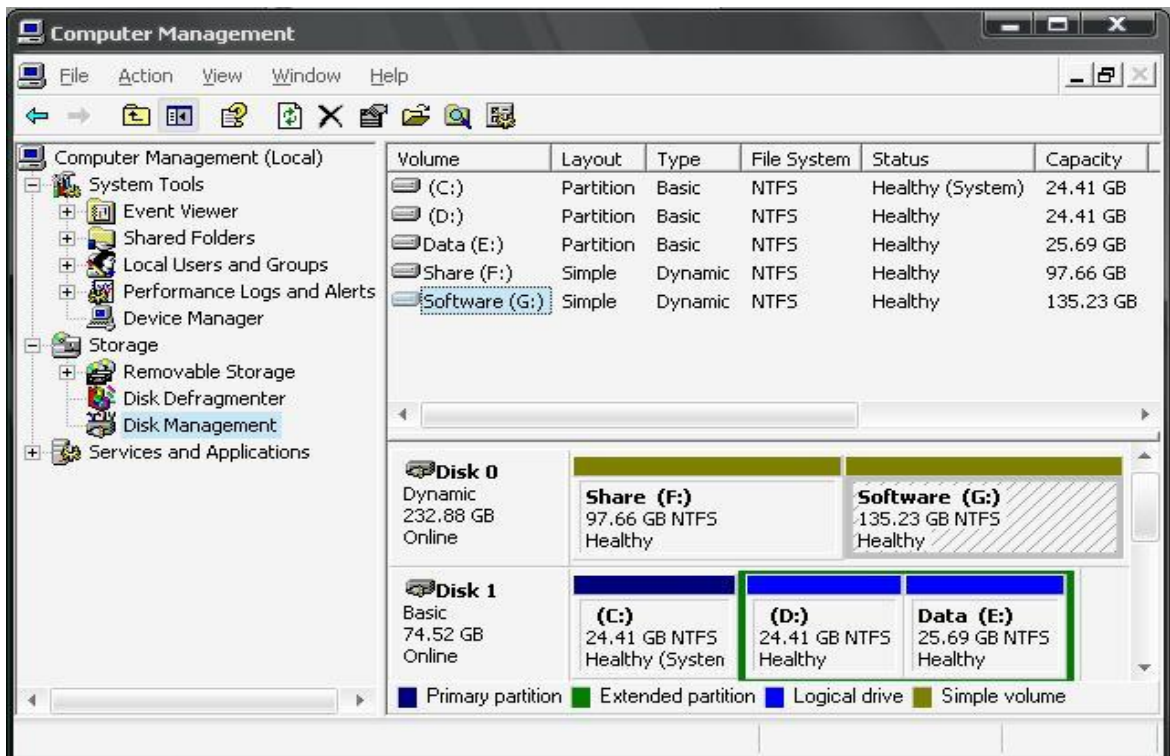 Computer Management
File Action View Window Help
Computer Management (Local)
System Tools
Event Viewer
Shared Folders
Local Users and Groups
Performance Logs and Alerts
Device Manager
Storage
Removable Storage
Disk Defragmenter
Disk Management
Services and Applications
Volume Layout Type File System Status Capacity
(C:) Partition Basic NTFS Healthy (System) 24.41 GB
(D:) Partition Basic NTFS Healthy 24.41 GB
Data (E:) Partition Basic NTFS Healthy 25.69 GB
Share (F:) Simple Dynamic NTFS Healthy 97.66 GB
Software (G:) Simple Dynamic NTFS Healthy 135.23 GB
Disk 0
Dynamic
232.88 GB
Online
Share (F:)
97.66 GB NTFS
Healthy
Software (G:)
135.23 GB NTFS
Healthy
Disk 1
Basic
74.52 GB
Online
(C:)
24.41 GB NTFS
Healthy (Systen
(D:)
24.41 GB NTFS
Healthy
Data (E:)
25.69 GB NTFS
Healthy
Primary partition Extended partition Logical drive Simple volume